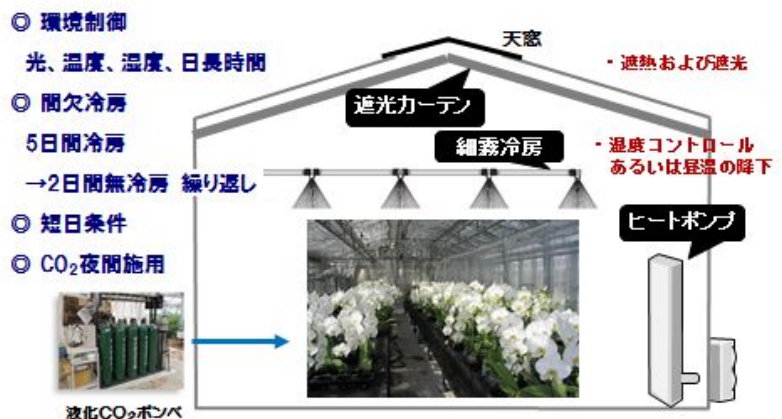 ◎ 環境制御
光、温度、湿度、日長時間
◎ 間欠冷房
5日間冷房
→2日間無冷房 繰り返し
◎ 短日条件
◎ CO₂夜間施用
液化CO₂ボンベ
天窓
遮光カーテン
・遮熱および遮光
細霧冷房
・湿度コントロール
あるいは昼温の降下
ヒートポンプ